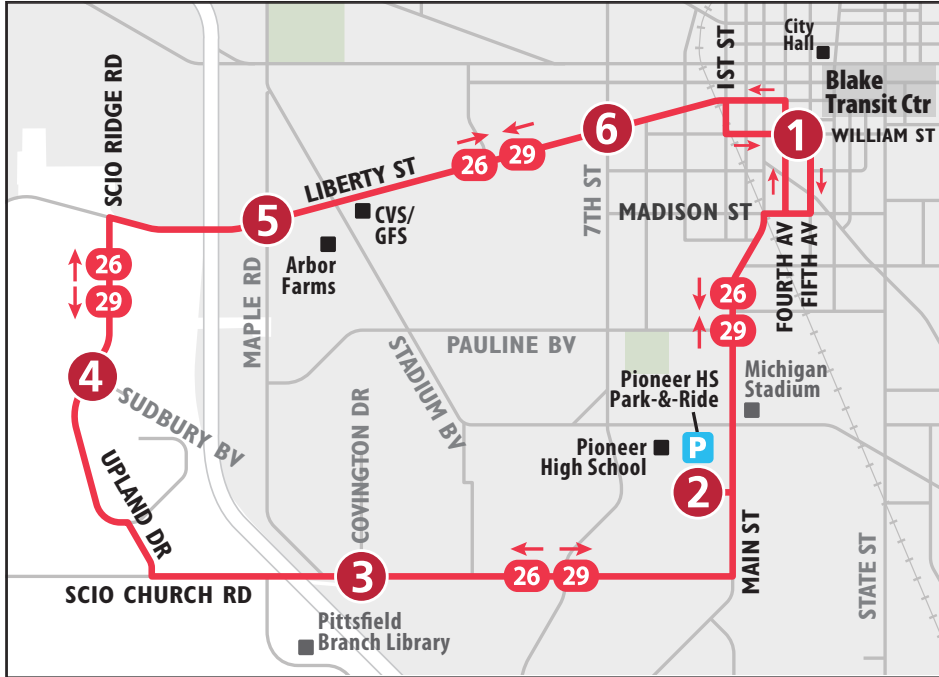 City
Hall
1ST ST
Blake
Transit Ctr
SCIO RIDGE RD
6
1
WILLIAM ST
26
29
LIBERTY ST
7TH ST
5
CVS/
GFS
MADISON ST
Arbor
Farms
FOURTH AV
FIFTH AV
26
29
26
29
MAPLE RD
PAULINE BV
STADIUM BV
4
SUDBURY BV
Pioneer HS
Park-&-Ride
Michigan
Stadium
COVINGTON DR
P
Pioneer
High School
2
UPLAND DR
MAIN ST
STATE ST
3
26
29
SCIO CHURCH RD
Pittsfield
Branch Library